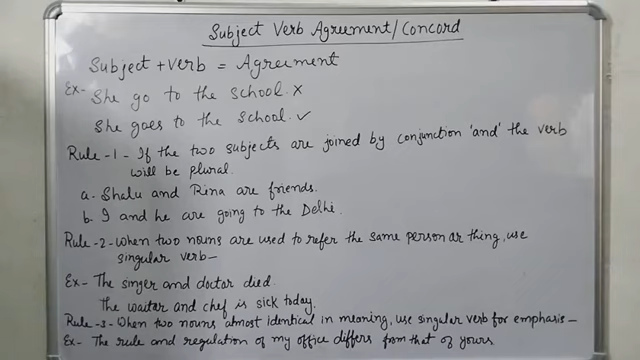 Subject Verb Agreement/Concord
Subject + Verb = Agreement
Ex- She go to the school. ×
She goes to the school. ✓
Rule -1 - If the two subjects are joined by conjunction 'and' the verb
will be plural.
a. Shalu and Rina are friends.
b. I and he are going to the Delhi.
Rule -2 - When two nouns are used to refer the same person or thing, use
singular verb -
Ex - The singer and doctor died.
The waiter and chef is sick today.
Rule -3 - When two nouns almost identical in meaning, use singular verb for emphasis -
Ex - The rule and regulation of my office differs from that of yours